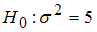 H₀ : σ² = 5